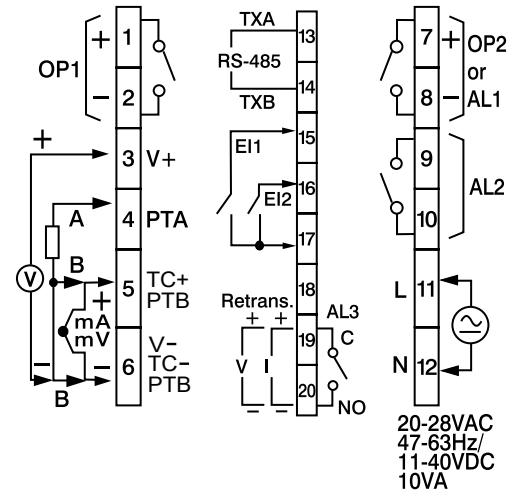 OP1
+
−
1
2
+
3
V+
A
4
PTA
V
B
5
TC+
PTB
+
mA
mV
−
6
V−
TC−
PTB
−
B
TXA
13
RS-485
14
TXB
15
EI1
16
EI2
17
18
Retrans.
+ +
V I
− −
19
20
AL3
C
NO
7
+
OP2
or
AL1
8
−
9
AL2
10
L 11
N 12
20-28VAC
47-63Hz/
11-40VDC
10VA